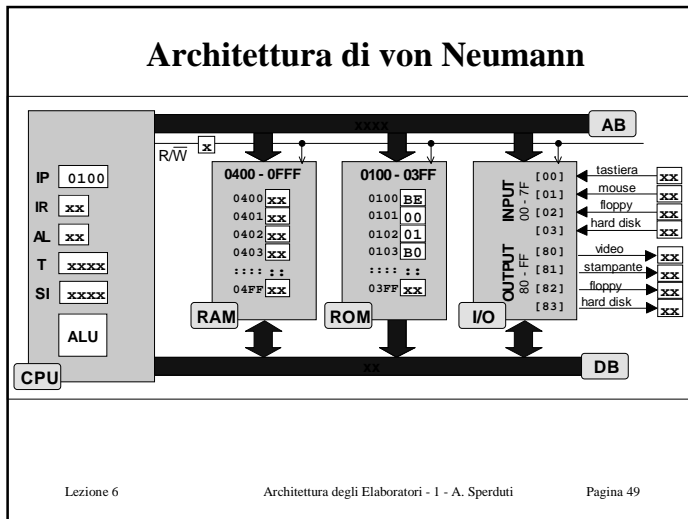 Architettura di von Neumann
xxxx
AB
R/W
x
IP 0100
IR xx
AL xx
T xxxx
SI xxxx
ALU
CPU
0400 - 0FFF
0400 xx
0401 xx
0402 xx
0403 xx
:::: ::
04FF xx
RAM
0100 - 03FF
0100 BE
0101 00
0102 01
0103 B0
:::: ::
03FF xx
ROM
INPUT
00 - 7F
OUTPUT
80 - FF
[00] tastiera xx
[01] mouse xx
[02] floppy xx
[03] hard disk xx
[80] video xx
[81] stampante xx
[82] floppy xx
[83] hard disk xx
I/O
xx
DB
Lezione 6 Architettura degli Elaboratori - 1 - A. Sperduti Pagina 49